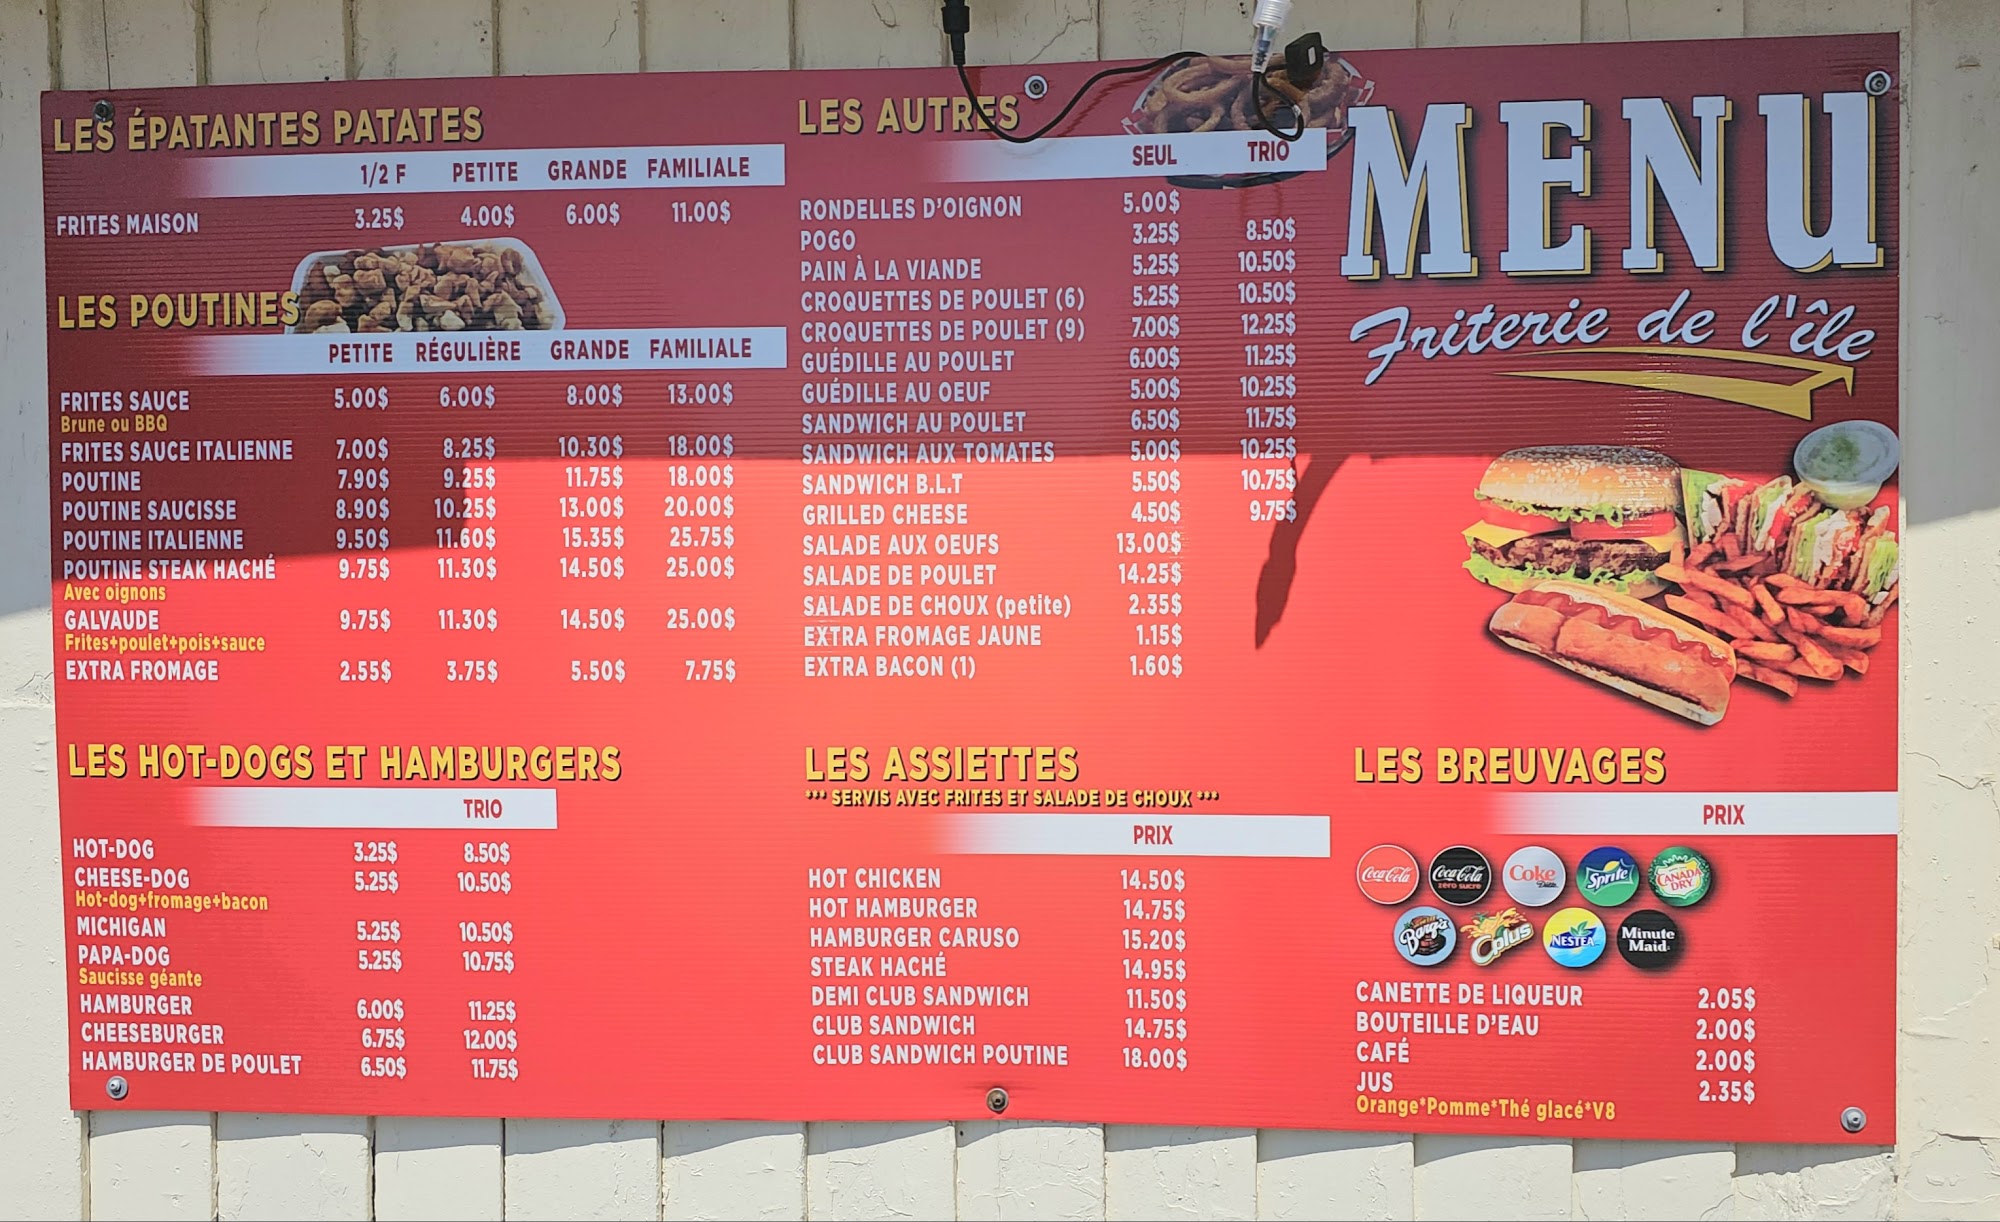 LES ÉPATANTES PATATES
1/2 F PETITE GRANDE FAMILIALE
FRITES MAISON 3.25$ 4.00$ 6.00$ 11.00$
LES POUTINES
PETITE RÉGULIÈRE GRANDE FAMILIALE
FRITES SAUCE 5.00$ 6.00$ 8.00$ 13.00$
Brune ou BBQ
FRITES SAUCE ITALIENNE 7.00$ 8.25$ 10.30$ 18.00$
POUTINE 7.90$ 9.25$ 11.75$ 18.00$
POUTINE SAUCISSE 8.90$ 10.25$ 13.00$ 20.00$
POUTINE ITALIENNE 9.50$ 11.60$ 15.35$ 25.75$
POUTINE STEAK HACHÉ 9.75$ 11.30$ 14.50$ 25.00$
Avec oignons
GALVAUDE 9.75$ 11.30$ 14.50$ 25.00$
Frites+poulet+pois+sauce
EXTRA FROMAGE 2.55$ 3.75$ 5.50$ 7.75$
LES HOT-DOGS ET HAMBURGERS
TRIO
HOT-DOG 3.25$ 8.50$
CHEESE-DOG 5.25$ 10.50$
Hot-dog+fromage+bacon
MICHIGAN 5.25$ 10.50$
PAPA-DOG 5.25$ 10.75$
Saucisse géante
HAMBURGER 6.00$ 11.25$
CHEESEBURGER 6.75$ 12.00$
HAMBURGER DE POULET 6.50$ 11.75$
LES AUTRES
SEUL TRIO
RONDELLES D'OIGNON 5.00$
POGO 3.25$ 8.50$
PAIN À LA VIANDE 5.25$ 10.50$
CROQUETTES DE POULET (6) 5.25$ 10.50$
CROQUETTES DE POULET (9) 7.00$ 12.25$
GUÉDILLE AU POULET 6.00$ 11.25$
GUÉDILLE AU OEUF 5.00$ 10.25$
SANDWICH AU POULET 6.50$ 11.75$
SANDWICH AUX TOMATES 5.00$ 10.25$
SANDWICH B.L.T 5.50$ 10.75$
GRILLED CHEESE 4.50$ 9.75$
SALADE AUX OEUFS 13.00$
SALADE DE POULET 14.25$
SALADE DE CHOUX (petite) 2.35$
EXTRA FROMAGE JAUNE 1.15$
EXTRA BACON (1) 1.60$
LES ASSIETTES
*** SERVIS AVEC FRITES ET SALADE DE CHOUX ***
PRIX
HOT CHICKEN 14.50$
HOT HAMBURGER 14.75$
HAMBURGER CARUSO 15.20$
STEAK HACHÉ 14.95$
DEMI CLUB SANDWICH 11.50$
CLUB SANDWICH 14.75$
CLUB SANDWICH POUTINE 18.00$
MENU
Friterie de l'île
LES BREUVAGES
PRIX
Coca-Cola Coca-Cola zéro sucre Coke Diète Sprite CANADA DRY
Barq's Cplus NESTEA Minute Maid
CANETTE DE LIQUEUR 2.05$
BOUTEILLE D'EAU 2.00$
CAFÉ 2.00$
JUS 2.35$
Orange*Pomme*Thé glacé*V8